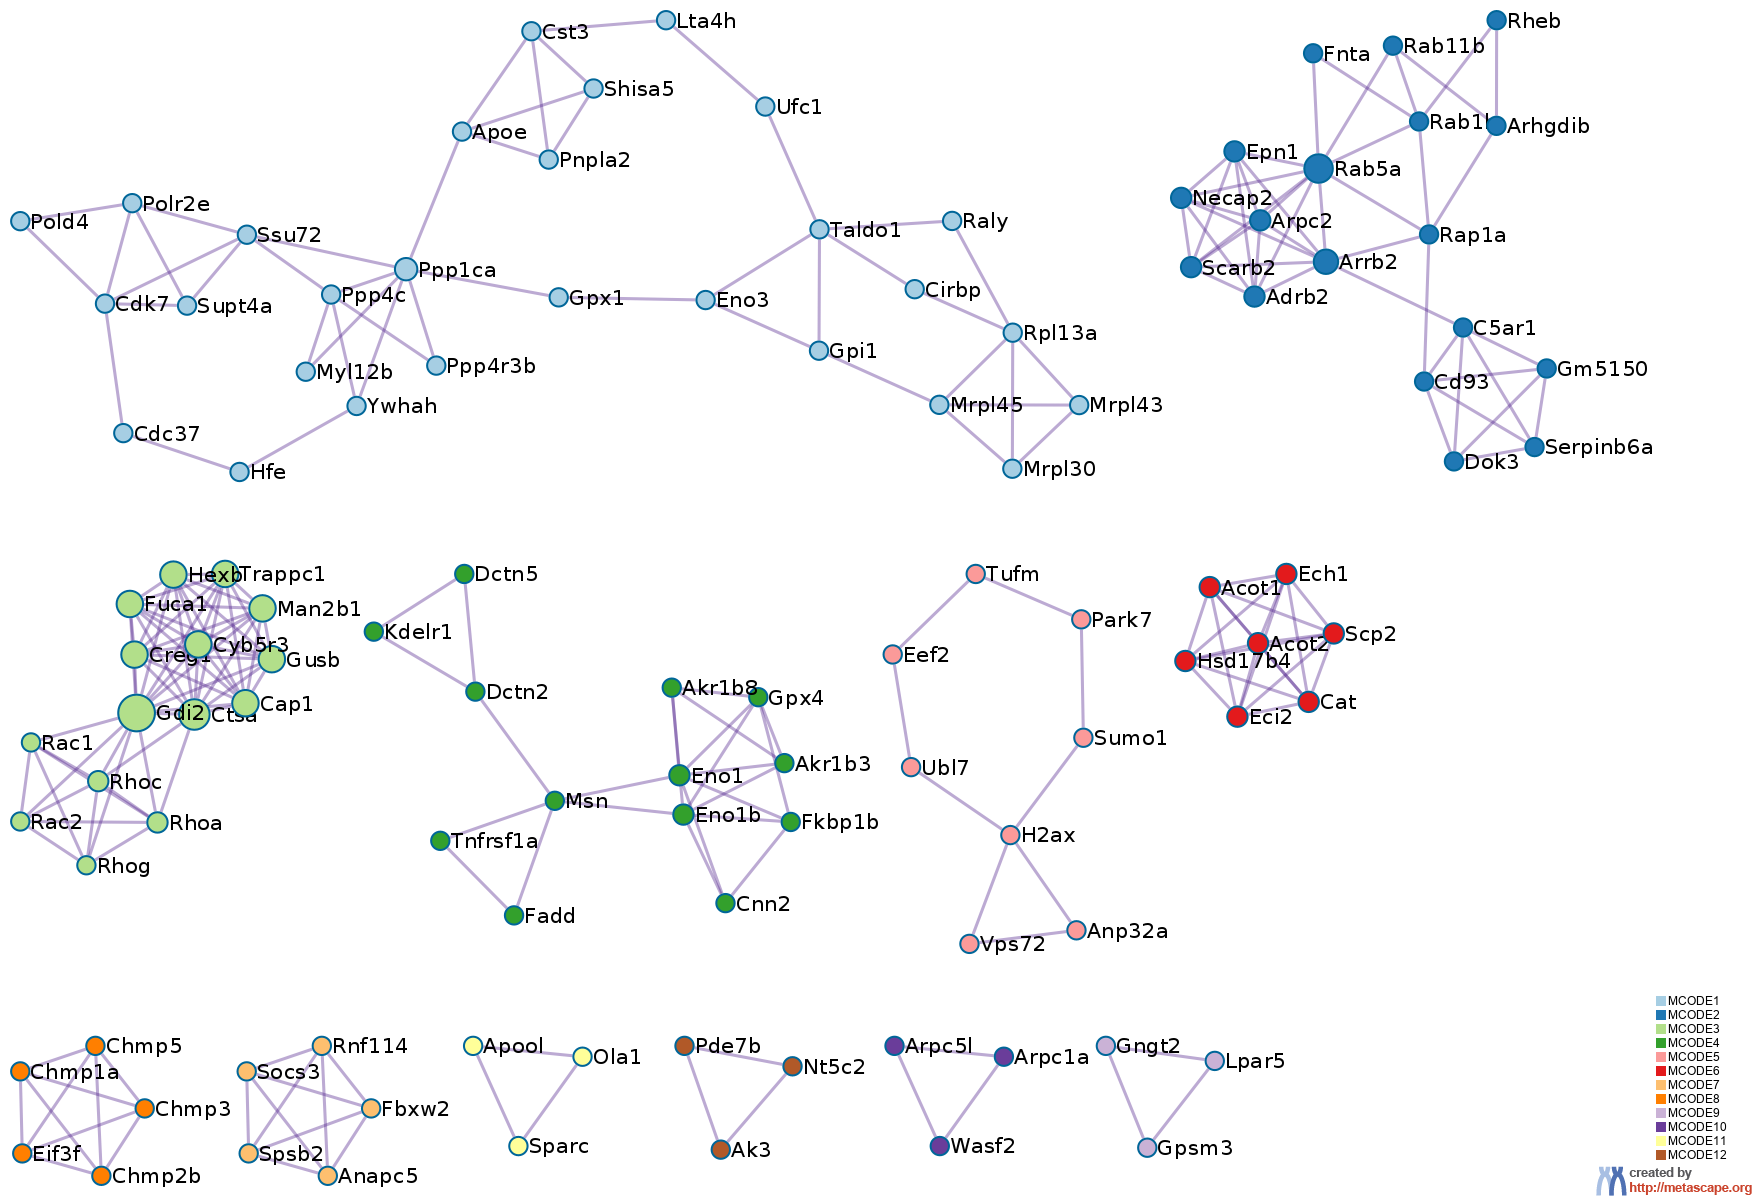 Cst3
Lta4h
Shisa5
Ufc1
Apoe
Pnpla2
Pold4
Polr2e
Ssu72
Taldo1
Raly
Ppp1ca
Cdk7
Supt4a
Ppp4c
Gpx1
Eno3
Cirbp
Rpl13a
Gpi1
Myl12b
Ppp4r3b
Ywhah
Mrpl45
Mrpl43
Cdc37
Hfe
Mrpl30
Rheb
Fnta
Rab11b
Arhgdib
Epn1
Rab5a
Necap2
Arpc2
Rap1a
Scarb2
Arrb2
Adrb2
C5ar1
Gm5150
Cd93
Serpinb6a
Dok3
Hexb
Trappc1
Fuca1
Man2b1
Cyb5r3
Creg1
Gusb
Gdi2
Ctsa
Cap1
Rac1
Rhoc
Rac2
Rhoa
Rhog
Dctn5
Kdelr1
Dctn2
Akr1b8
Gpx4
Eno1
Akr1b3
Msn
Eno1b
Fkbp1b
Tnfrsf1a
Fadd
Cnn2
Tufm
Park7
Eef2
Sumo1
Ubl7
H2ax
Vps72
Anp32a
Ech1
Acot1
Scp2
Acot2
Hsd17b4
Cat
Eci2
Chmp5
Chmp1a
Chmp3
Eif3f
Chmp2b
Rnf114
Socs3
Fbxw2
Spsb2
Anapc5
Apool
Ola1
Sparc
Pde7b
Nt5c2
Ak3
Arpc5l
Arpc1a
Wasf2
Gngt2
Lpar5
Gpsm3
MCODE1
MCODE2
MCODE3
MCODE4
MCODE5
MCODE6
MCODE7
MCODE8
MCODE9
MCODE10
MCODE11
MCODE12
created by
http://metascape.org